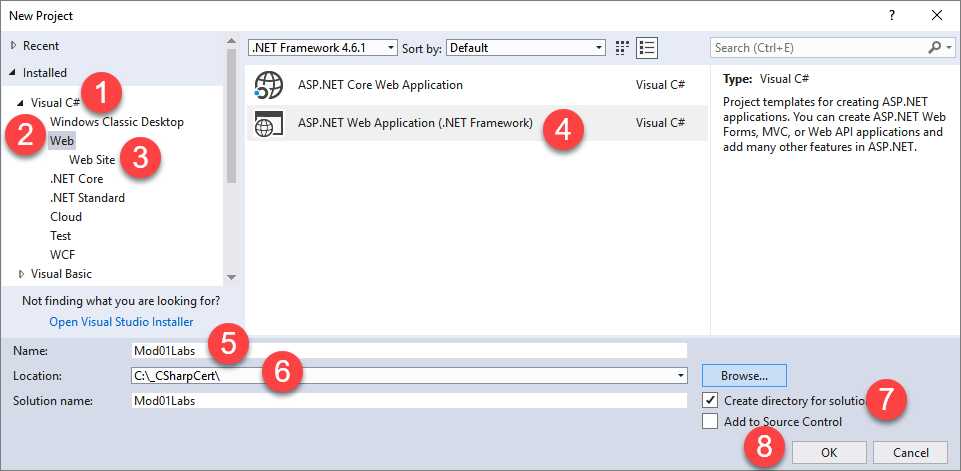 New Project
Recent
.NET Framework 4.6.1 Sort by: Default
Search (Ctrl+E)
Installed
Visual C# 1
Windows Classic Desktop
2 Web
Web Site 3
.NET Core
.NET Standard
Cloud
Test
WCF
Visual Basic
Not finding what you are looking for?
Open Visual Studio Installer
ASP.NET Core Web Application Visual C#
ASP.NET Web Application (.NET Framework) 4 Visual C#
Type: Visual C#
Project templates for creating ASP.NET
applications. You can create ASP.NET Web
Forms, MVC, or Web API applications and
add many other features in ASP.NET.
Name: Mod01Labs 5
Location: C:\_CSharpCert\ 6
Browse...
Solution name: Mod01Labs
Create directory for solution 7
Add to Source Control
8 OK Cancel